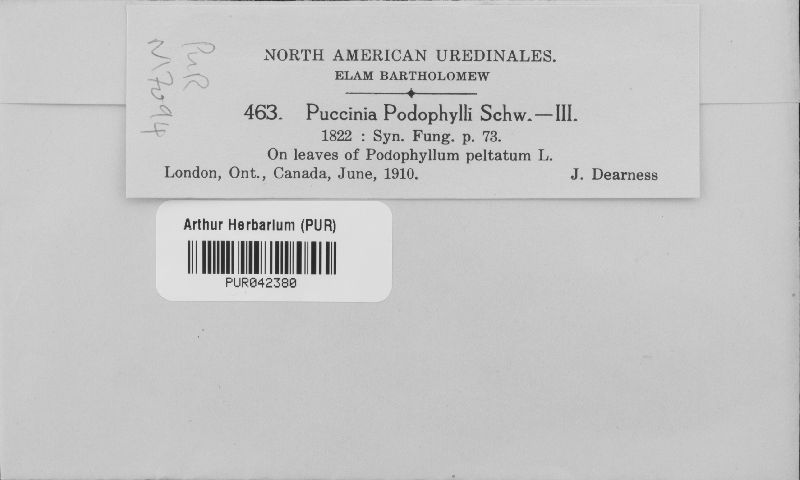 NORTH AMERICAN UREDINALES.
ELAM BARTHOLOMEW
463. Puccinia Podophylli Schw.—III.
1822 : Syn. Fung. p. 73.
On leaves of Podophyllum peltatum L.
London, Ont., Canada, June, 1910. J. Dearness
PUR
N17094
Arthur Herbarium (PUR)
PUR042380